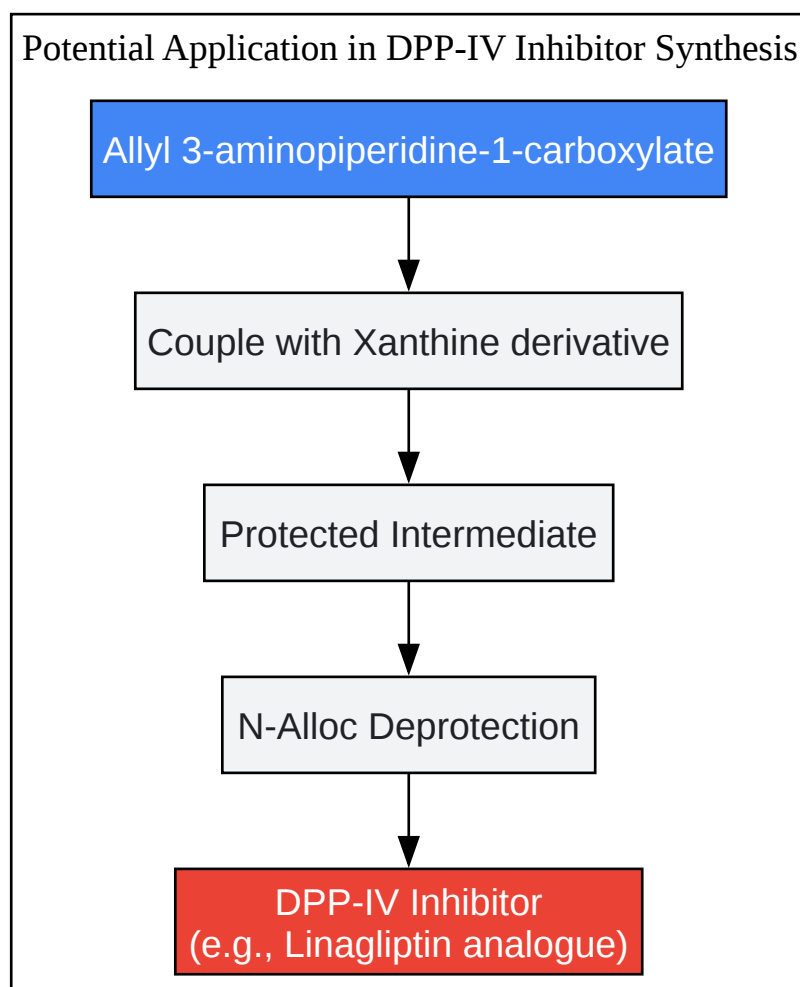 Potential Application in DPP-IV Inhibitor Synthesis
Allyl 3-aminopiperidine-1-carboxylate
Couple with Xanthine derivative
Protected Intermediate
N-Alloc Deprotection
DPP-IV Inhibitor
(e.g., Linagliptin analogue)